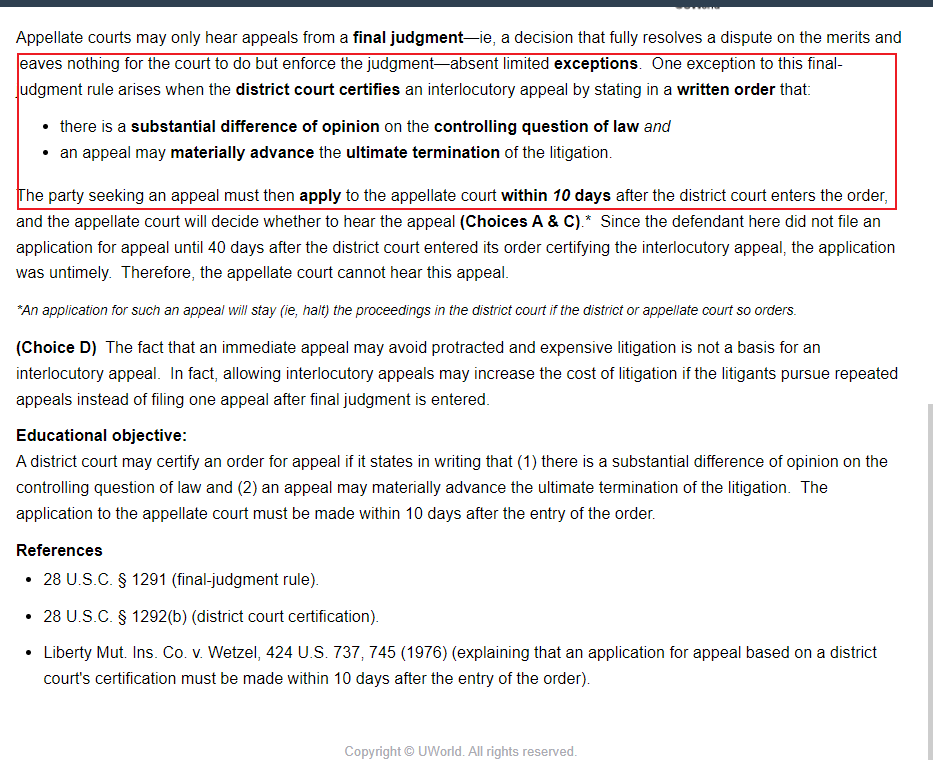 Appellate courts may only hear appeals from a final judgment—ie, a decision that fully resolves a dispute on the merits and
leaves nothing for the court to do but enforce the judgment—absent limited exceptions.  One exception to this final-
judgment rule arises when the district court certifies an interlocutory appeal by stating in a written order that:
• there is a substantial difference of opinion on the controlling question of law and
• an appeal may materially advance the ultimate termination of the litigation.
The party seeking an appeal must then apply to the appellate court within 10 days after the district court enters the order,
and the appellate court will decide whether to hear the appeal (Choices A & C).*  Since the defendant here did not file an
application for appeal until 40 days after the district court entered its order certifying the interlocutory appeal, the application
was untimely.  Therefore, the appellate court cannot hear this appeal.
*An application for such an appeal will stay (ie, halt) the proceedings in the district court if the district or appellate court so orders.
(Choice D)  The fact that an immediate appeal may avoid protracted and expensive litigation is not a basis for an
interlocutory appeal.  In fact, allowing interlocutory appeals may increase the cost of litigation if the litigants pursue repeated
appeals instead of filing one appeal after final judgment is entered.
Educational objective:
A district court may certify an order for appeal if it states in writing that (1) there is a substantial difference of opinion on the
controlling question of law and (2) an appeal may materially advance the ultimate termination of the litigation.  The
application to the appellate court must be made within 10 days after the entry of the order.
References
• 28 U.S.C. § 1291 (final-judgment rule).
• 28 U.S.C. § 1292(b) (district court certification).
• Liberty Mut. Ins. Co. v. Wetzel, 424 U.S. 737, 745 (1976) (explaining that an application for appeal based on a district
court's certification must be made within 10 days after the entry of the order).
Copyright © UWorld. All rights reserved.